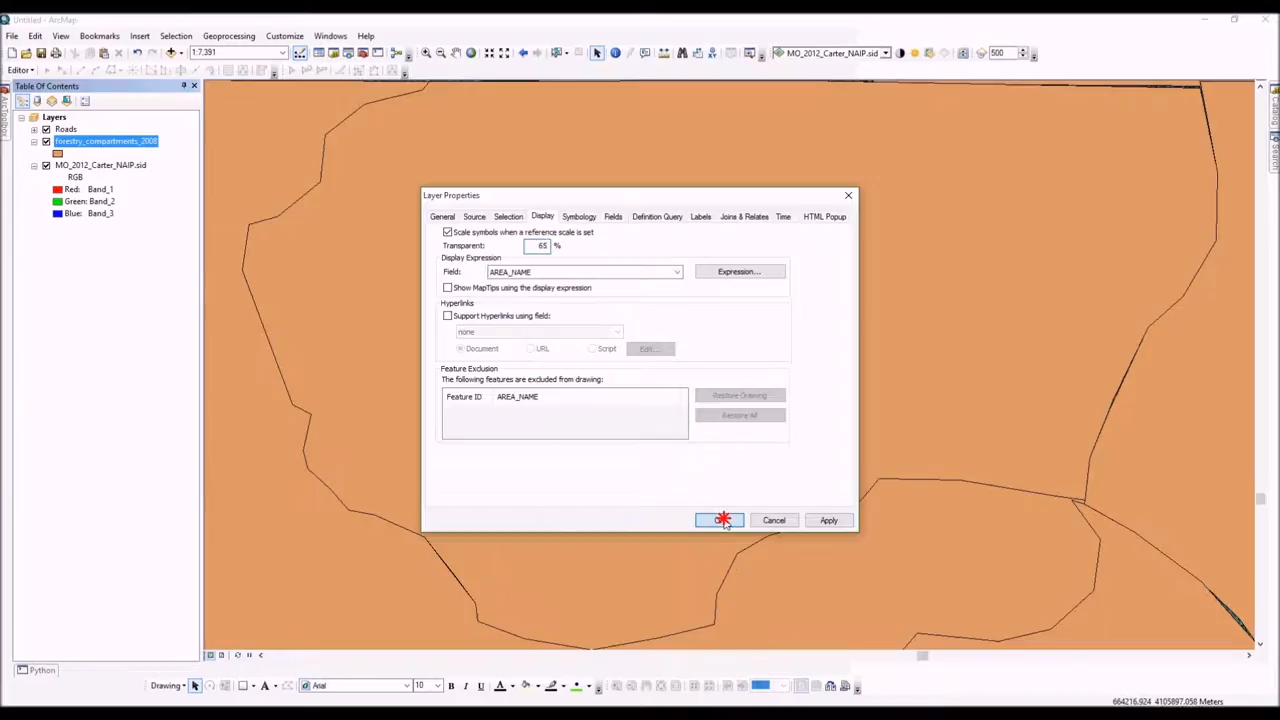 Untitled - ArcMap
File Edit View Bookmarks Insert Selection Geoprocessing Customize Windows Help
1:7,391
MO_2012_Carter_NAIP.sid
500
Editor
Table Of Contents
ArcToolbox
Catalog
Search
Layers
Roads
forestry_compartments_2008
MO_2012_Carter_NAIP.sid
RGB
Red: Band_1
Green: Band_2
Blue: Band_3
Layer Properties
General Source Selection Display Symbology Fields Definition Query Labels Joins & Relates Time HTML Popup
Scale symbols when a reference scale is set
Transparent: 65 %
Display Expression
Field: AREA_NAME Expression...
Show MapTips using the display expression
Hyperlinks
Support Hyperlinks using field:
none
Document URL Script Edit...
Feature Exclusion
The following features are excluded from drawing:
Feature ID AREA_NAME
Restore Drawing
Restore All
Cancel Apply
Python
Drawing Arial 10 B I U A
664216.924 4105897.058 Meters